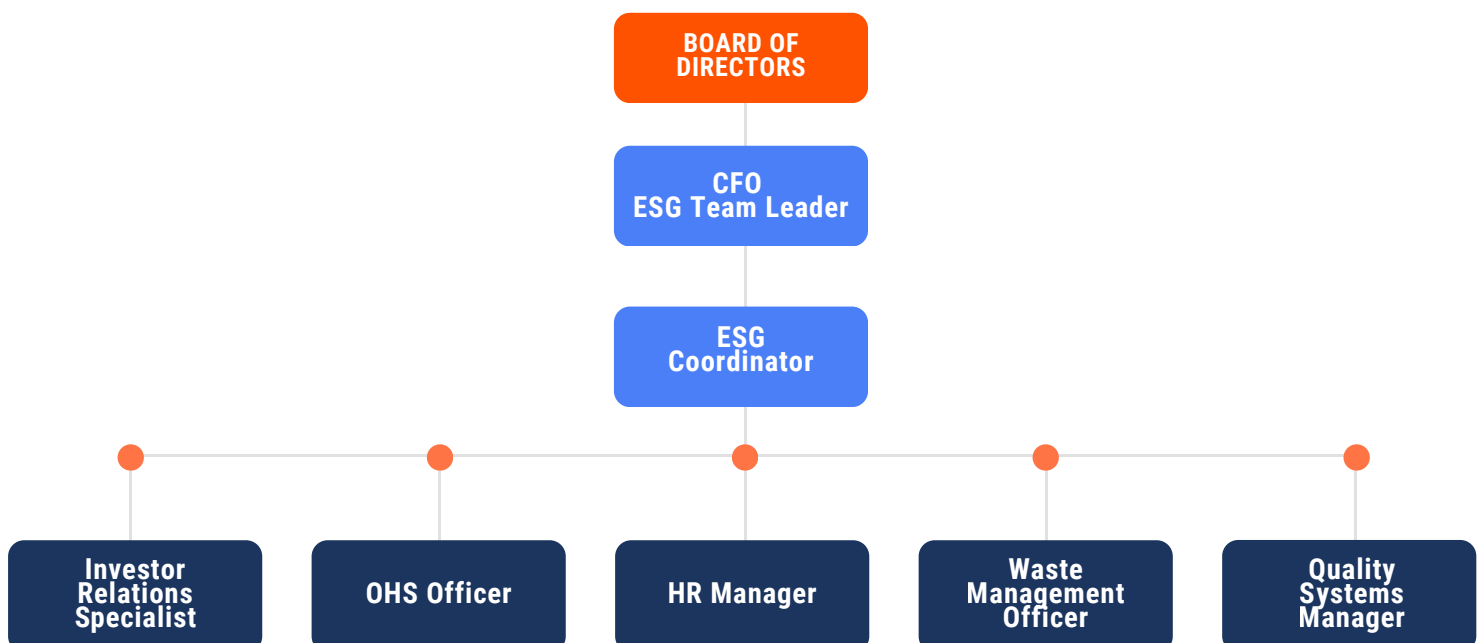 BOARD OF
DIRECTORS
CFO
ESG Team Leader
ESG
Coordinator
Investor
Relations
Specialist
OHS Officer
HR Manager
Waste
Management
Officer
Quality
Systems
Manager